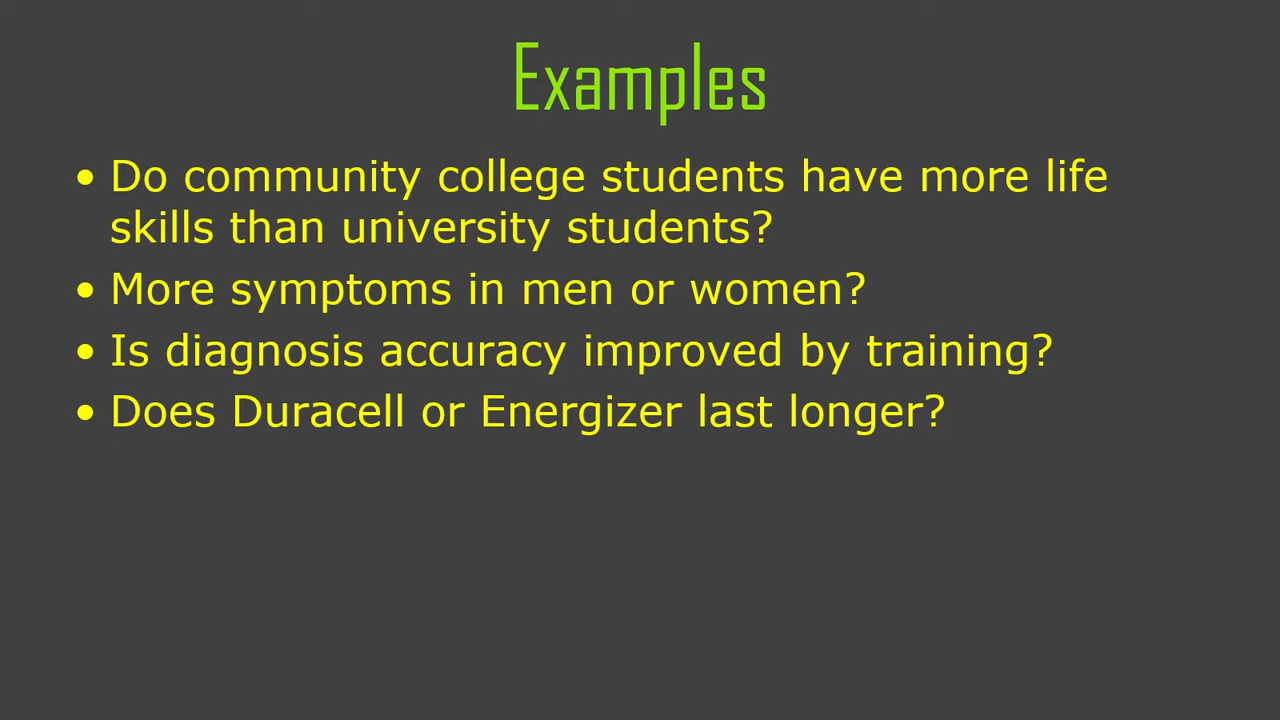 Examples
• Do community college students have more life
skills than university students?
• More symptoms in men or women?
• Is diagnosis accuracy improved by training?
• Does Duracell or Energizer last longer?